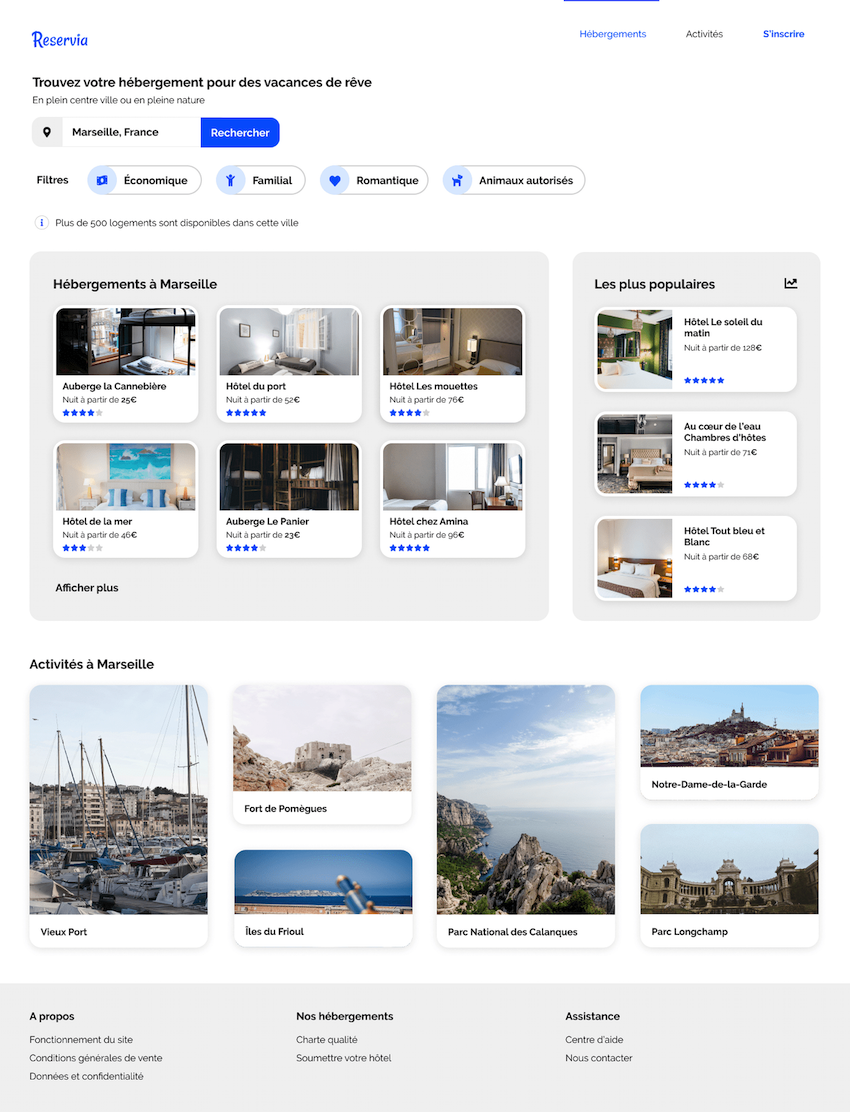 Reservia
Hébergements
Activités
S'inscrire
Trouvez votre hébergement pour des vacances de rêve
En plein centre ville ou en pleine nature
Marseille, France
Rechercher
Filtres
Économique
Familial
Romantique
Animaux autorisés
Plus de 500 logements sont disponibles dans cette ville
Hébergements à Marseille
Auberge la Cannebière
Nuit à partir de 25€
Hôtel du port
Nuit à partir de 52€
Hôtel Les mouettes
Nuit à partir de 76€
Hôtel de la mer
Nuit à partir de 46€
Auberge Le Panier
Nuit à partir de 23€
Hôtel chez Amina
Nuit à partir de 96€
Afficher plus
Les plus populaires
Hôtel Le soleil du
matin
Nuit à partir de 128€
Au cœur de l'eau
Chambres d'hôtes
Nuit à partir de 71€
Hôtel Tout bleu et
Blanc
Nuit à partir de 68€
Activités à Marseille
Vieux Port
Fort de Pomègues
Îles du Frioul
Parc National des Calanques
Notre-Dame-de-la-Garde
Parc Longchamp
A propos
Fonctionnement du site
Conditions générales de vente
Données et confidentialité
Nos hébergements
Charte qualité
Soumettre votre hôtel
Assistance
Centre d'aide
Nous contacter